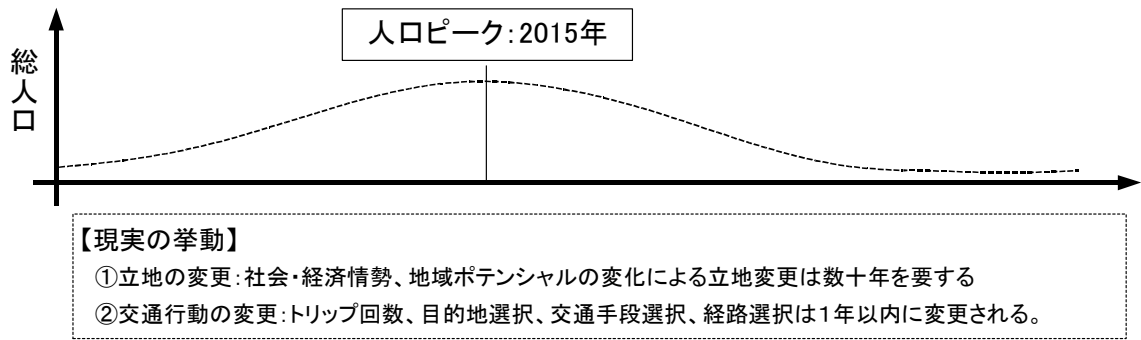 人口ピーク：2015年
総人口
【現実の挙動】
①立地の変更：社会・経済情勢、地域ポテンシャルの変化による立地変更は数十年を要する
②交通行動の変更：トリップ回数、目的地選択、交通手段選択、経路選択は１年以内に変更される。